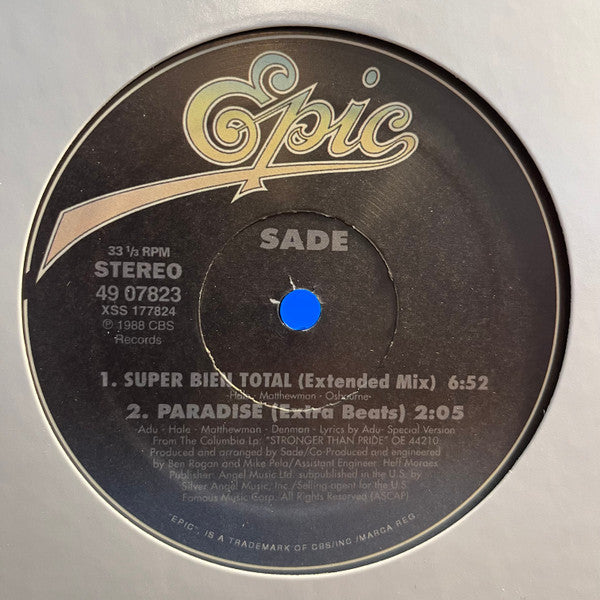 Epic
SADE
33 1/3 RPM
STEREO
49 07823
XSS 177824
℗ 1988 CBS
Records
1. SUPER BIEN TOTAL (Extended Mix) 6:52
-Hale - Matthewman - Osbourne-
2. PARADISE (Extra Beats) 2:05
-Adu - Hale - Matthewman - Denman - Lyrics by Adu- Special Version
From The Columbia Lp: "STRONGER THAN PRIDE" OE 44210
Produced and arranged by Sade/Co-Produced and engineered
by Ben Rogan and Mike Pela/Assistant Engineer: Heff Moraes
Publisher: Angel Music Ltd. subpublished in the U.S. by
Silver Angel Music, Inc./Selling-agent for the U.S.
Famous Music Corp. All Rights Reserved (ASCAP)
"EPIC", IS A TRADEMARK OF CBS/INC./MARCA REG.